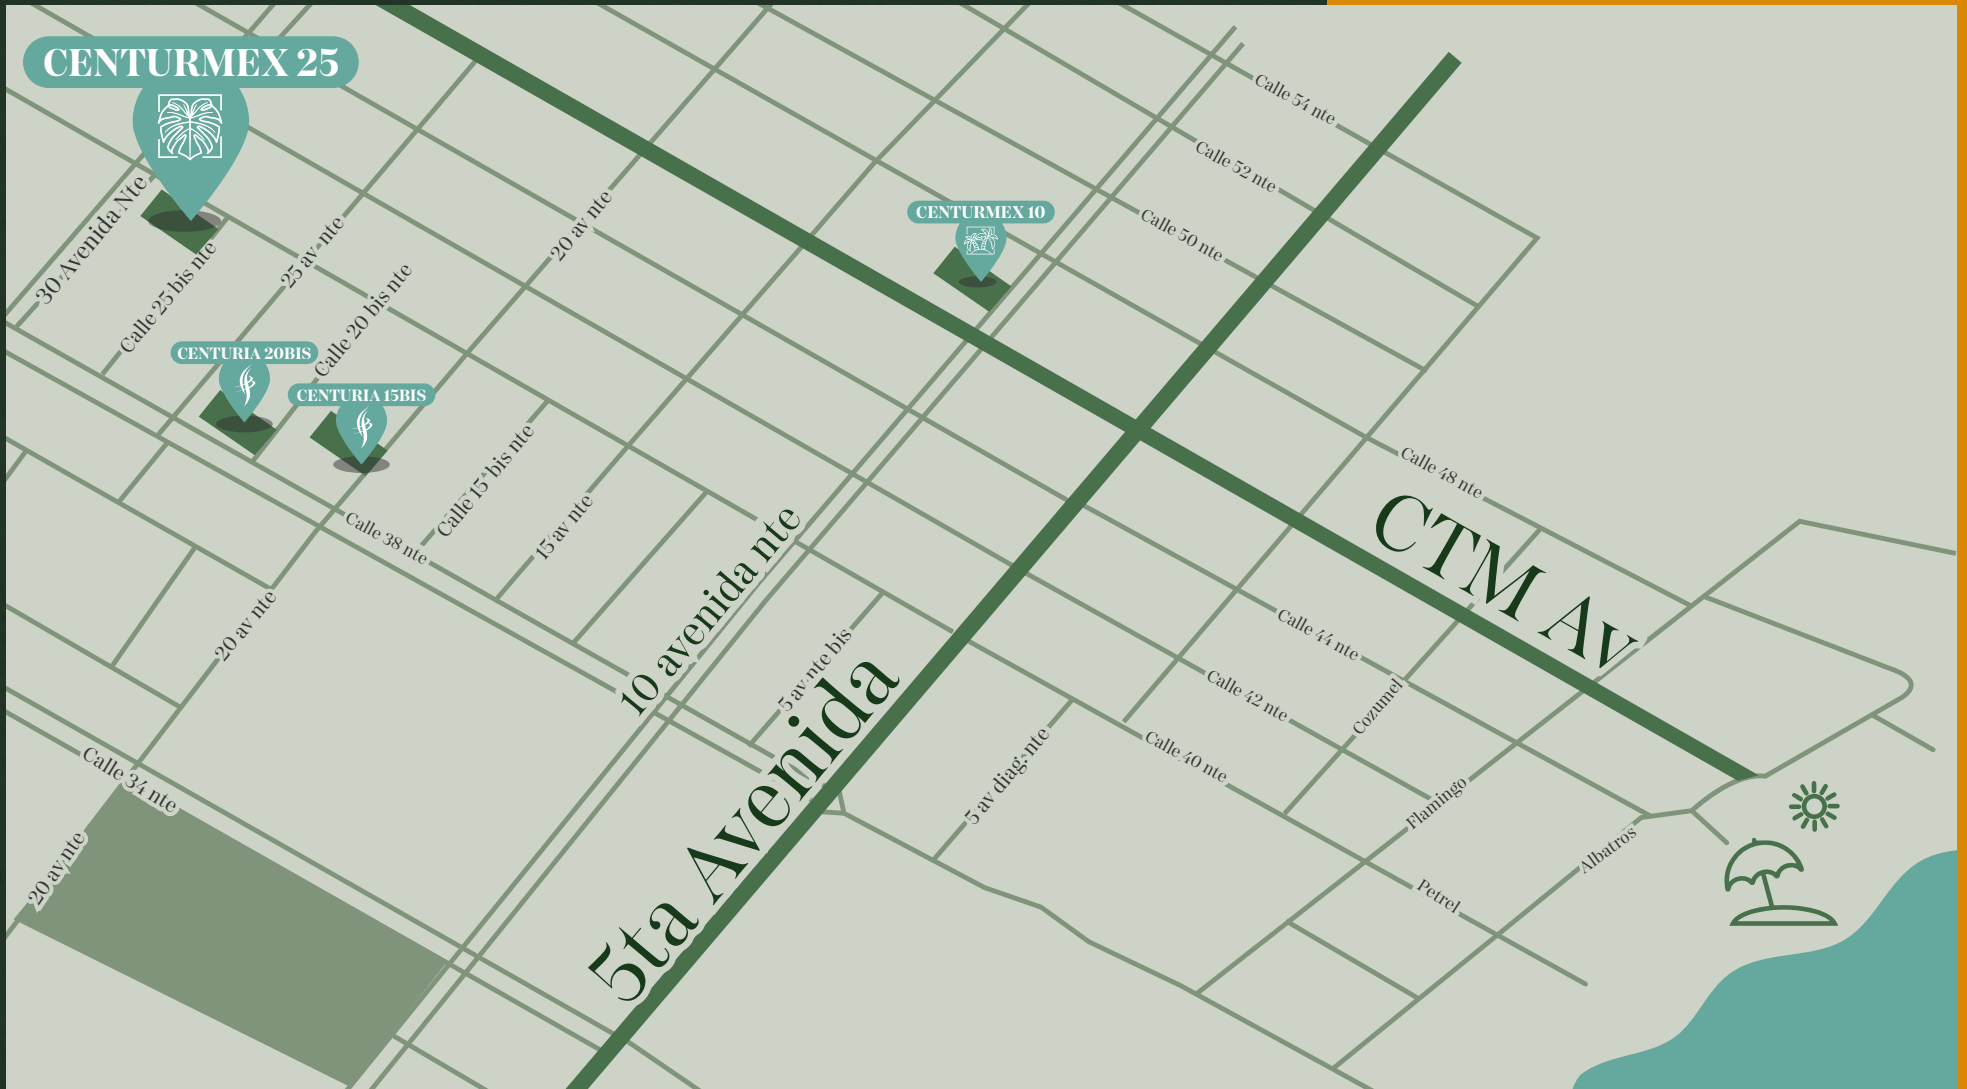 CENTURMEX 25
Calle 54 nte
Calle 52 nte
30 Avenida Nte
CENTURMEX 10
Calle 50 nte
20 av nte
25 av nte
Calle 25 bis nte
Calle 20 bis nte
CENTURIA 20BIS
CENTURIA 15BIS
Calle 48 nte
Calle 15 bis nte
15 av nte
Calle 38 nte
CTM AV
10 avenida nte
20 av nte
Calle 44 nte
5 av nte bis
Calle 42 nte
Cozumel
5ta Avenida
Calle 40 nte
5 av diag. nte
Calle 34 nte
Flamingo
Albatros
20 av nte
Petrel